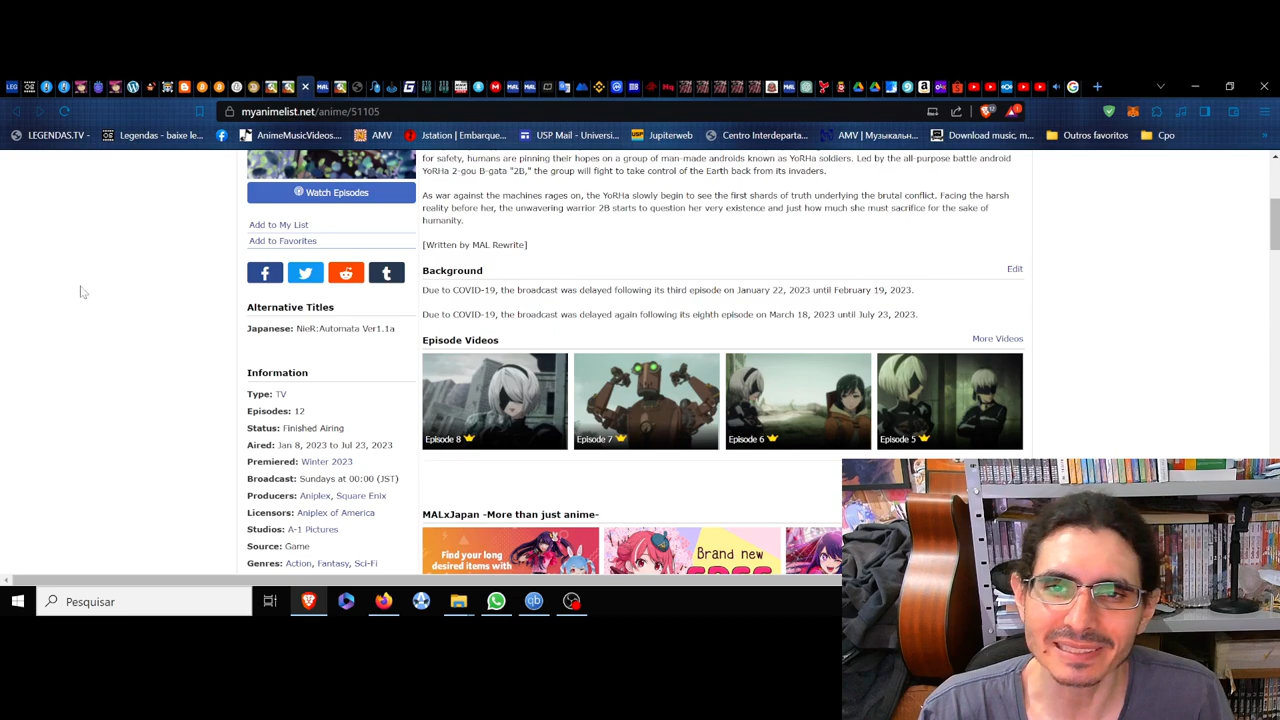 myanimelist.net/anime/51105
LEGENDAS.TV -
Legendas - baixe le...
AnimeMusicVideos....
AMV
Jstation | Embarque...
USP Mail - Universi...
Jupiterweb
Centro Interdeparta...
AMV | Музыкальн...
Download music, m...
Outros favoritos
Cpo
for safety, humans are pinning their hopes on a group of man-made androids known as YoRHa soldiers. Led by the all-purpose battle android
YoRHa 2-gou B-gata "2B," the group will fight to take control of the Earth back from its invaders.
Watch Episodes
As war against the machines rages on, the YoRHa slowly begin to see the first shards of truth underlying the brutal conflict. Facing the harsh
reality before her, the unwavering warrior 2B starts to question her very existence and just how much she must sacrifice for the sake of
humanity.
Add to My List
Add to Favorites
[Written by MAL Rewrite]
Background
Edit
Due to COVID-19, the broadcast was delayed following its third episode on January 22, 2023 until February 19, 2023.
Due to COVID-19, the broadcast was delayed again following its eighth episode on March 18, 2023 until July 23, 2023.
Alternative Titles
Japanese: NieR:Automata Ver1.1a
Episode Videos
More Videos
Episode 8
Episode 7
Episode 6
Episode 5
Information
Type: TV
Episodes: 12
Status: Finished Airing
Aired: Jan 8, 2023 to Jul 23, 2023
Premiered: Winter 2023
Broadcast: Sundays at 00:00 (JST)
Producers: Aniplex, Square Enix
Licensors: Aniplex of America
Studios: A-1 Pictures
Source: Game
Genres: Action, Fantasy, Sci-Fi
MALxJapan -More than just anime-
Find your long
desired items with
Brand new
FREE
Pesquisar